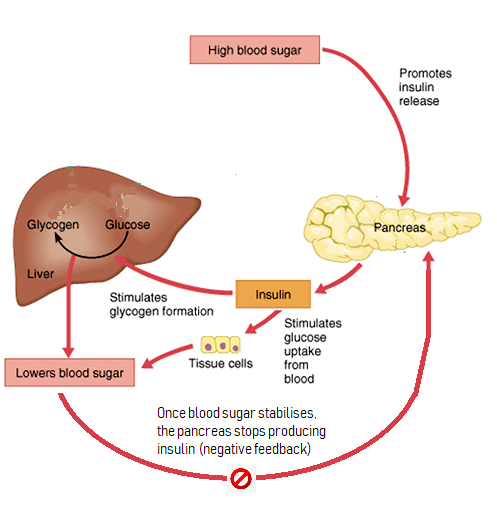 High blood sugar
Promotes
insulin
release
Glycogen
Glucose
Pancreas
Liver
Insulin
Stimulates
glycogen formation
Stimulates
glucose
uptake
from
blood
Tissue cells
Lowers blood sugar
Once blood sugar stabilises,
the pancreas stops producing
insulin (negative feedback)